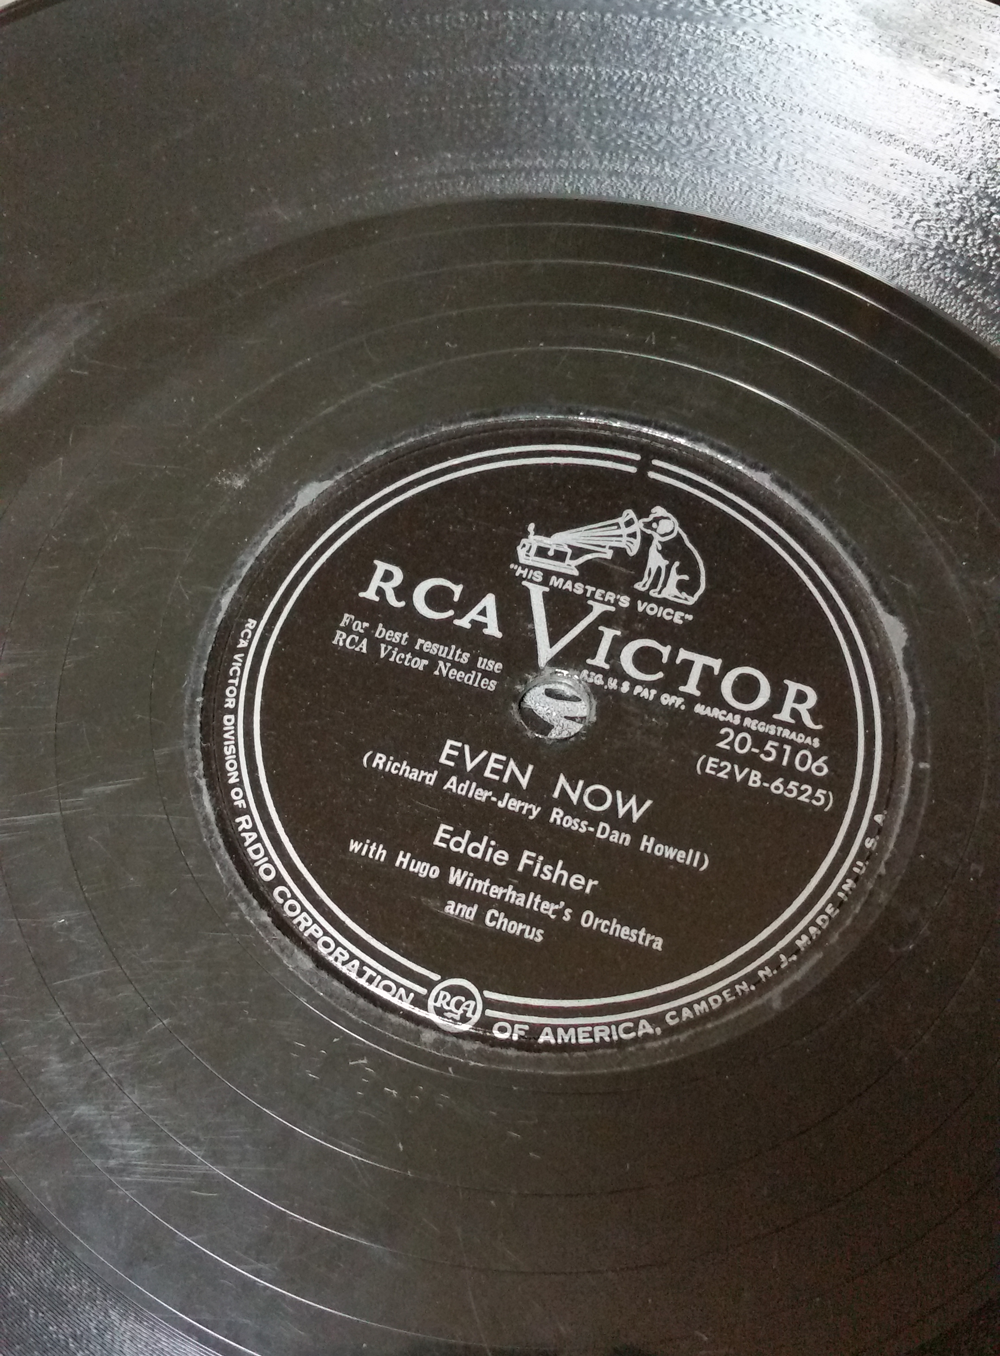 "HIS MASTER'S VOICE"
RCA VICTOR
For best results use
RCA Victor Needles
REG. U. S PAT OFF. MARCAS REGISTRADAS
20-5106
(E2VB-6525)
EVEN NOW
(Richard Adler-Jerry Ross-Dan Howell)
Eddie Fisher
with Hugo Winterhalter's Orchestra
and Chorus
RCA VICTOR DIVISION OF RADIO CORPORATION RCA OF AMERICA, CAMDEN, N. J., MADE IN U. S. A.